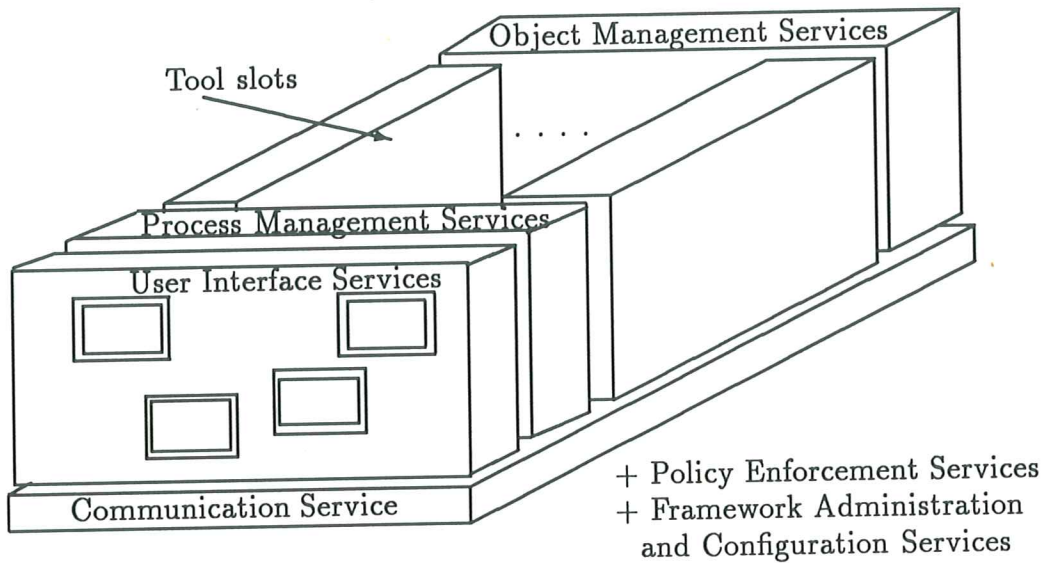 Object Management Services
Tool slots
. . . .
Process Management Services
User Interface Services
Communication Service
+ Policy Enforcement Services
+ Framework Administration
and Configuration Services